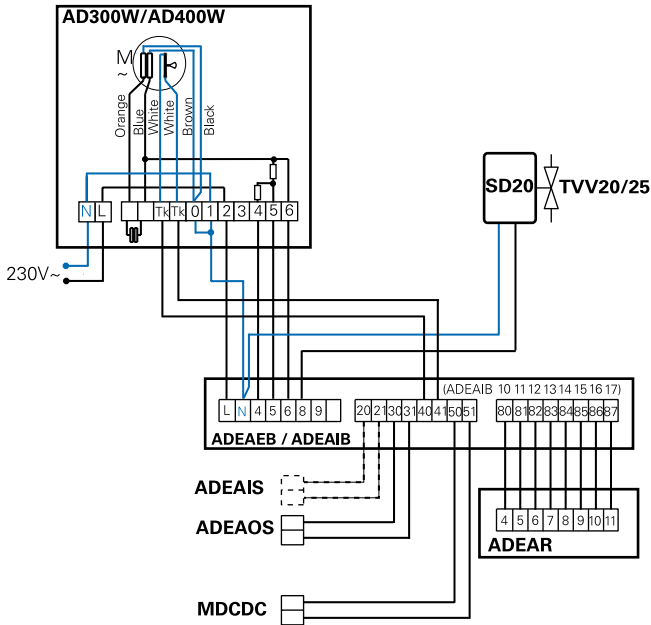 AD300W/AD400W
M
~
Orange
Blue
White
White
Brown
Black
N L Tk Tk 0 1 2 3 4 5 6
230V~
SD20
TVV20/25
(ADEAIB 10 11 12 13 14 15 16 17)
L N 4 5 6 8 9 20 21 30 31 40 41 50 51 80 81 82 83 84 85 86 87
ADEAEB / ADEAIB
ADEAIS
ADEAOS
4 5 6 7 8 9 10 11
ADEAR
MDCDC